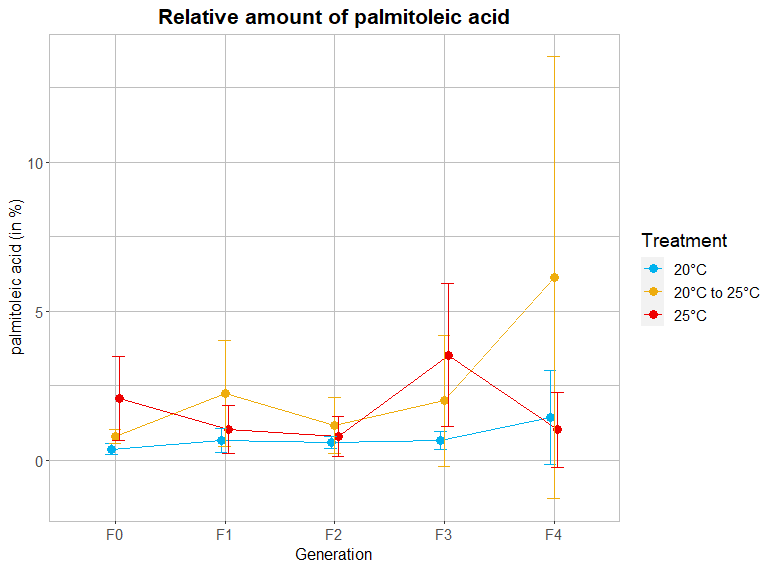 Relative amount of palmitoleic acid
palmitoleic acid (in %)
10
5
0
F0 F1 F2 F3 F4
Generation
Treatment
20°C
20°C to 25°C
25°C